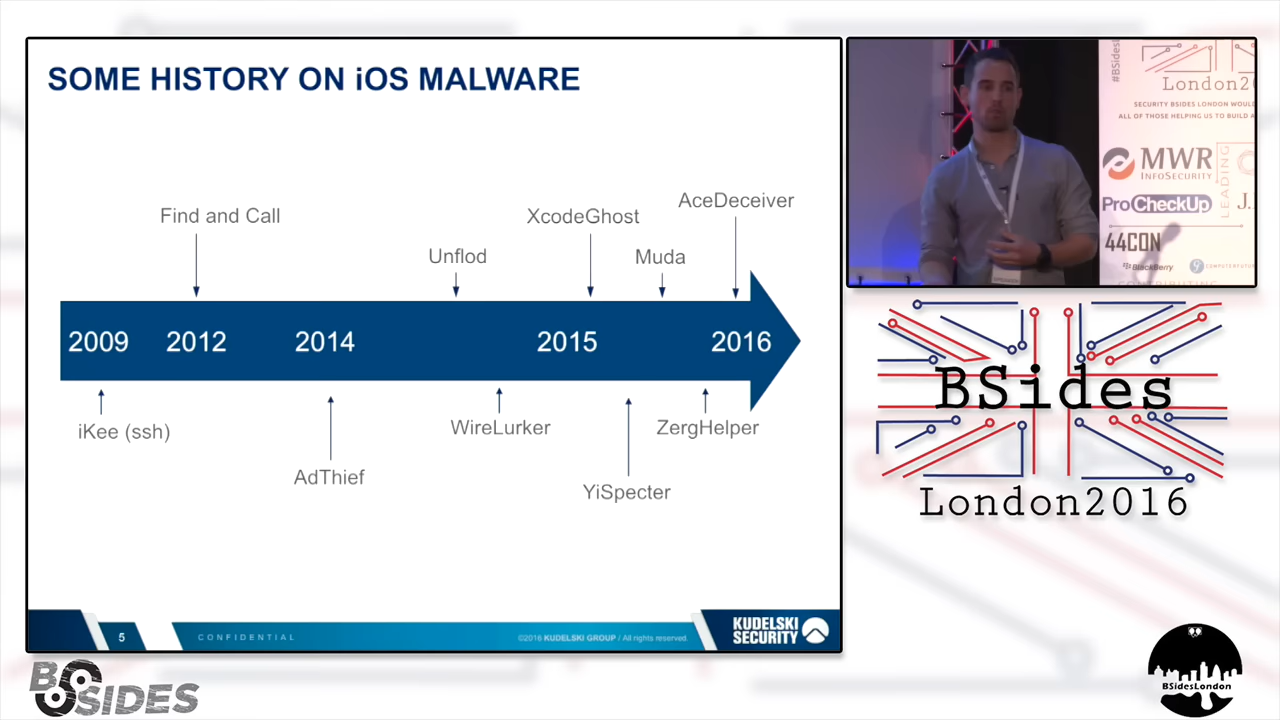 SOME HISTORY ON iOS MALWARE
AceDeceiver
Find and Call
XcodeGhost
Unflod
Muda
2009 2012 2014 2015 2016
iKee (ssh)
WireLurker
ZergHelper
AdThief
YiSpecter
5
CONFIDENTIAL
©2016 KUDELSKI GROUP / All rights reserved.
KUDELSKI
SECURITY
#BSides
London20
SECURITY BSIDES LONDON WOUL
ALL OF THOSE HELPING US TO BUILD A
MWR
INFOSECURITY
LEADING
ProCheckUp
J.
44CON
BlackBerry
BSides
London2016
BSIDES
BSidesLondon